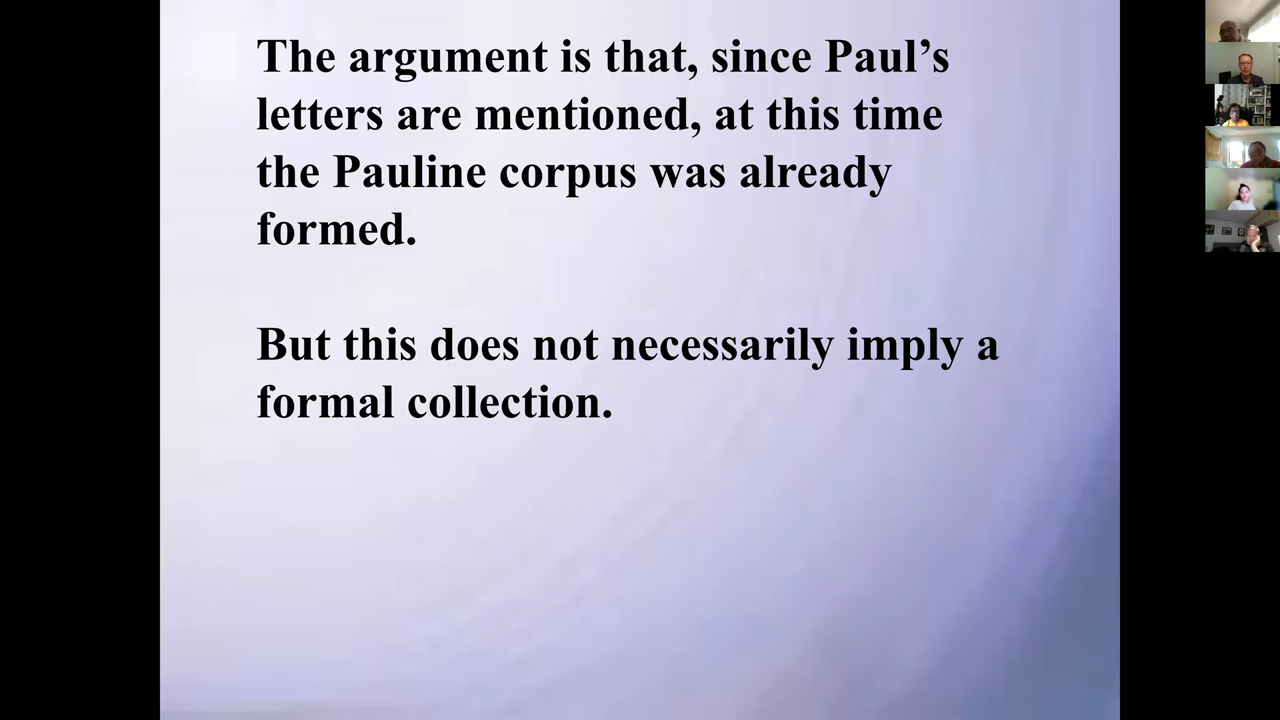 The argument is that, since Paul’s
letters are mentioned, at this time
the Pauline corpus was already
formed.
But this does not necessarily imply a
formal collection.